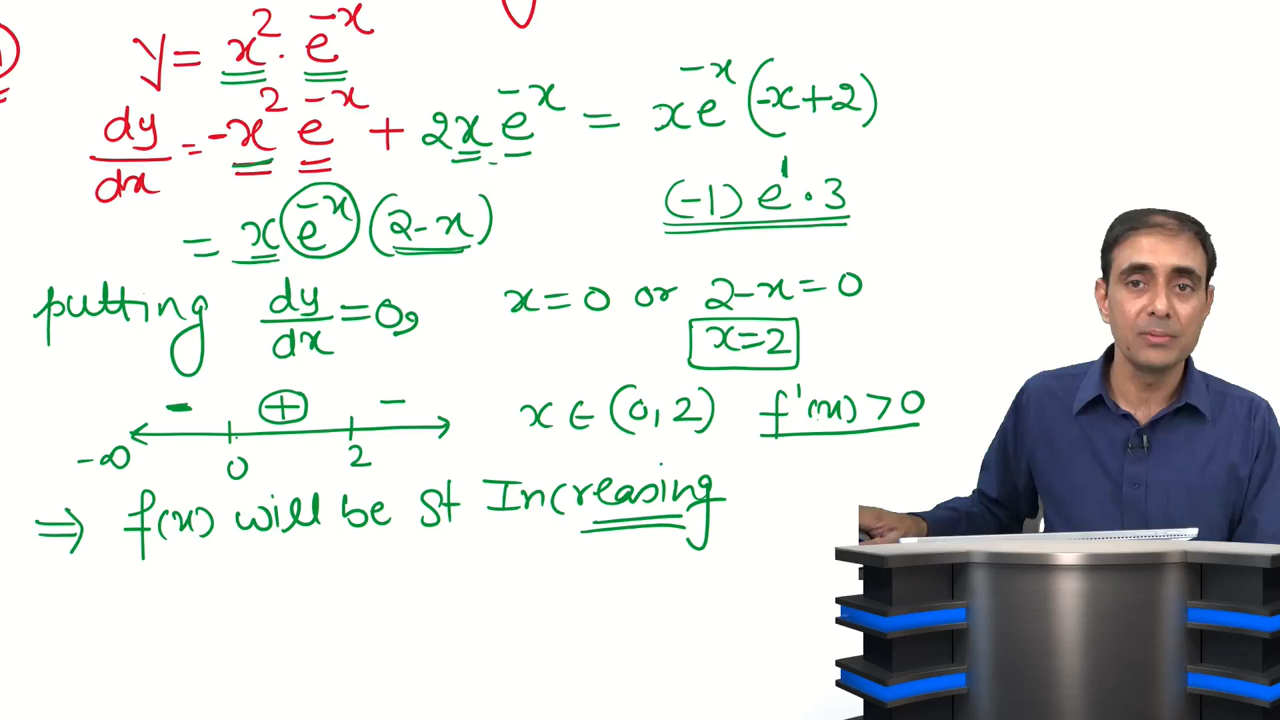 y = x² · e⁻ˣ
dy/dx = -x² e⁻ˣ + 2x e⁻ˣ = x e⁻ˣ (-x+2)
(-1) e¹ · 3
= x e⁻ˣ (2-x)
putting dy/dx = 0, x = 0 or 2-x = 0
x = 2
- + -
-∞ 0 2
x ∈ (0, 2) f'(x) > 0
⇒ f(x) will be st Increasing